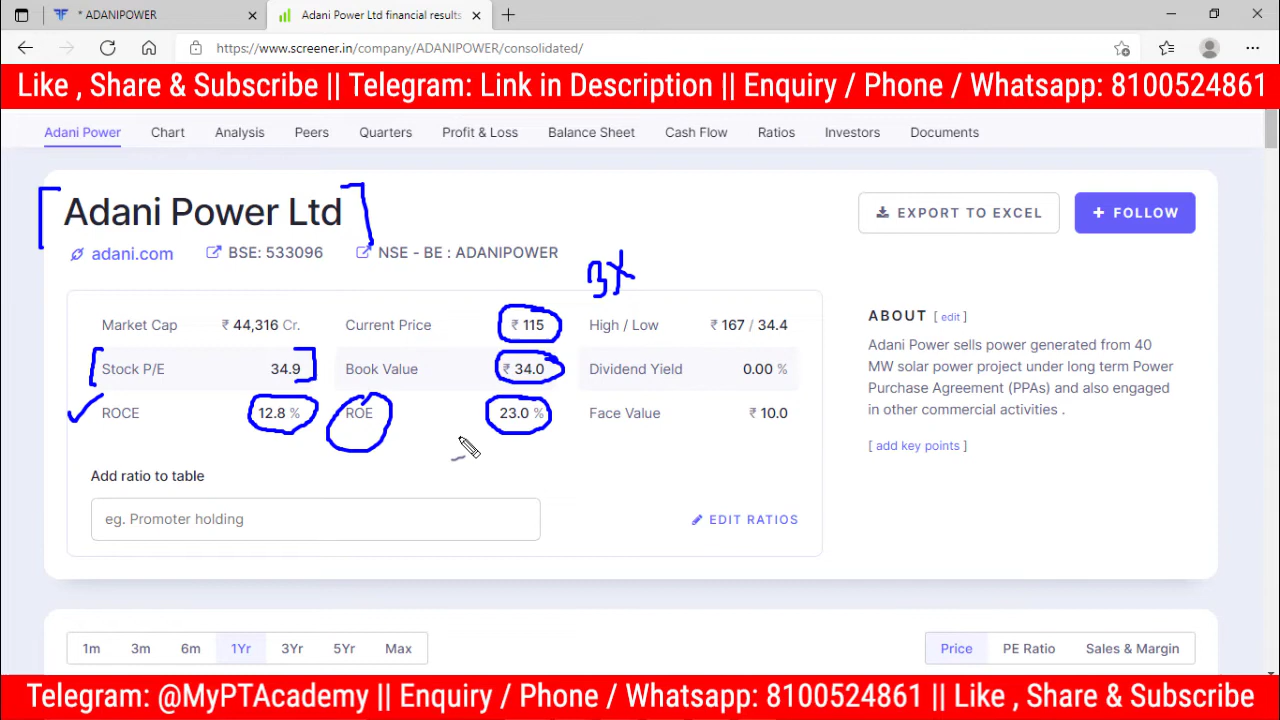 * ADANIPOWER
Adani Power Ltd financial results
https://www.screener.in/company/ADANIPOWER/consolidated/
Like , Share & Subscribe || Telegram: Link in Description || Enquiry / Phone / Whatsapp: 8100524861
Adani Power Chart Analysis Peers Quarters Profit & Loss Balance Sheet Cash Flow Ratios Investors Documents
Adani Power Ltd
EXPORT TO EXCEL
+ FOLLOW
adani.com BSE: 533096 NSE - BE : ADANIPOWER
3X
Market Cap ₹ 44,316 Cr. Current Price ₹ 115 High / Low ₹ 167 / 34.4
Stock P/E 34.9 Book Value ₹ 34.0 Dividend Yield 0.00 %
ROCE 12.8 % ROE 23.0 % Face Value ₹ 10.0
Add ratio to table
eg. Promoter holding
EDIT RATIOS
ABOUT [ edit ]
Adani Power sells power generated from 40
MW solar power project under long term Power
Purchase Agreement (PPAs) and also engaged
in other commercial activities .
[ add key points ]
1m 3m 6m 1Yr 3Yr 5Yr Max
Price PE Ratio Sales & Margin
Telegram: @MyPTAcademy || Enquiry / Phone / Whatsapp: 8100524861 || Like , Share & Subscribe